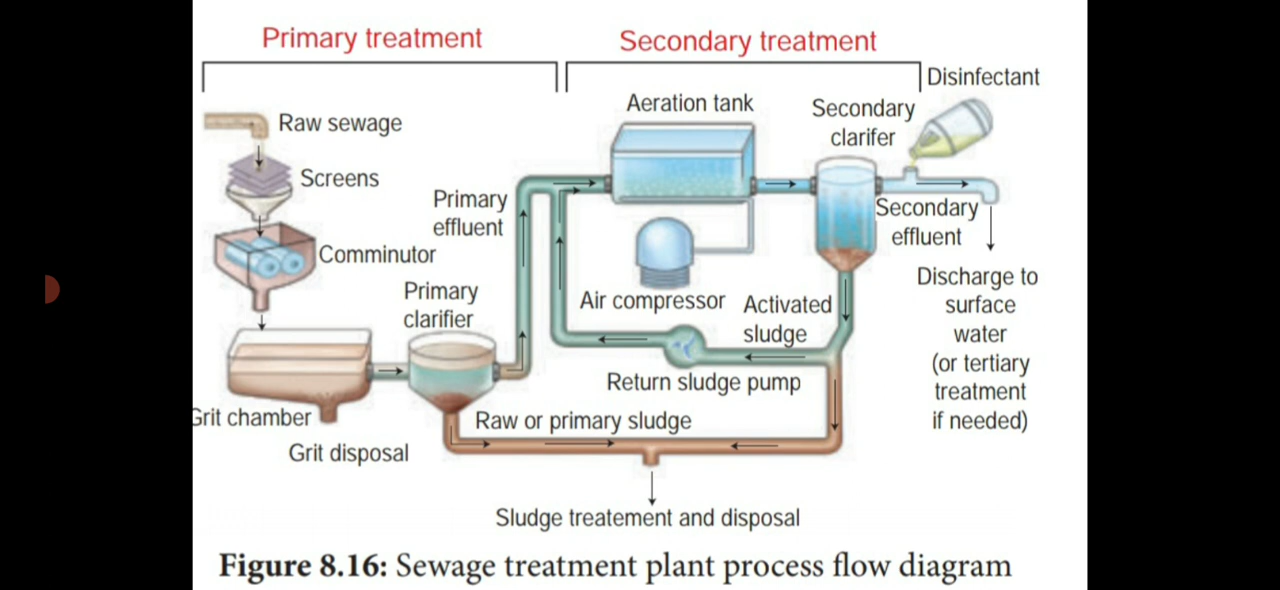 Primary treatment
Secondary treatment
Disinfectant
Aeration tank
Secondary
clarifer
Raw sewage
Screens
Primary
effluent
Secondary
effluent
Comminutor
Primary
clarifier
Air compressor
Activated
sludge
Discharge to
surface
water
(or tertiary
treatment
if needed)
Return sludge pump
Grit chamber
Raw or primary sludge
Grit disposal
Sludge treatement and disposal
Figure 8.16: Sewage treatment plant process flow diagram